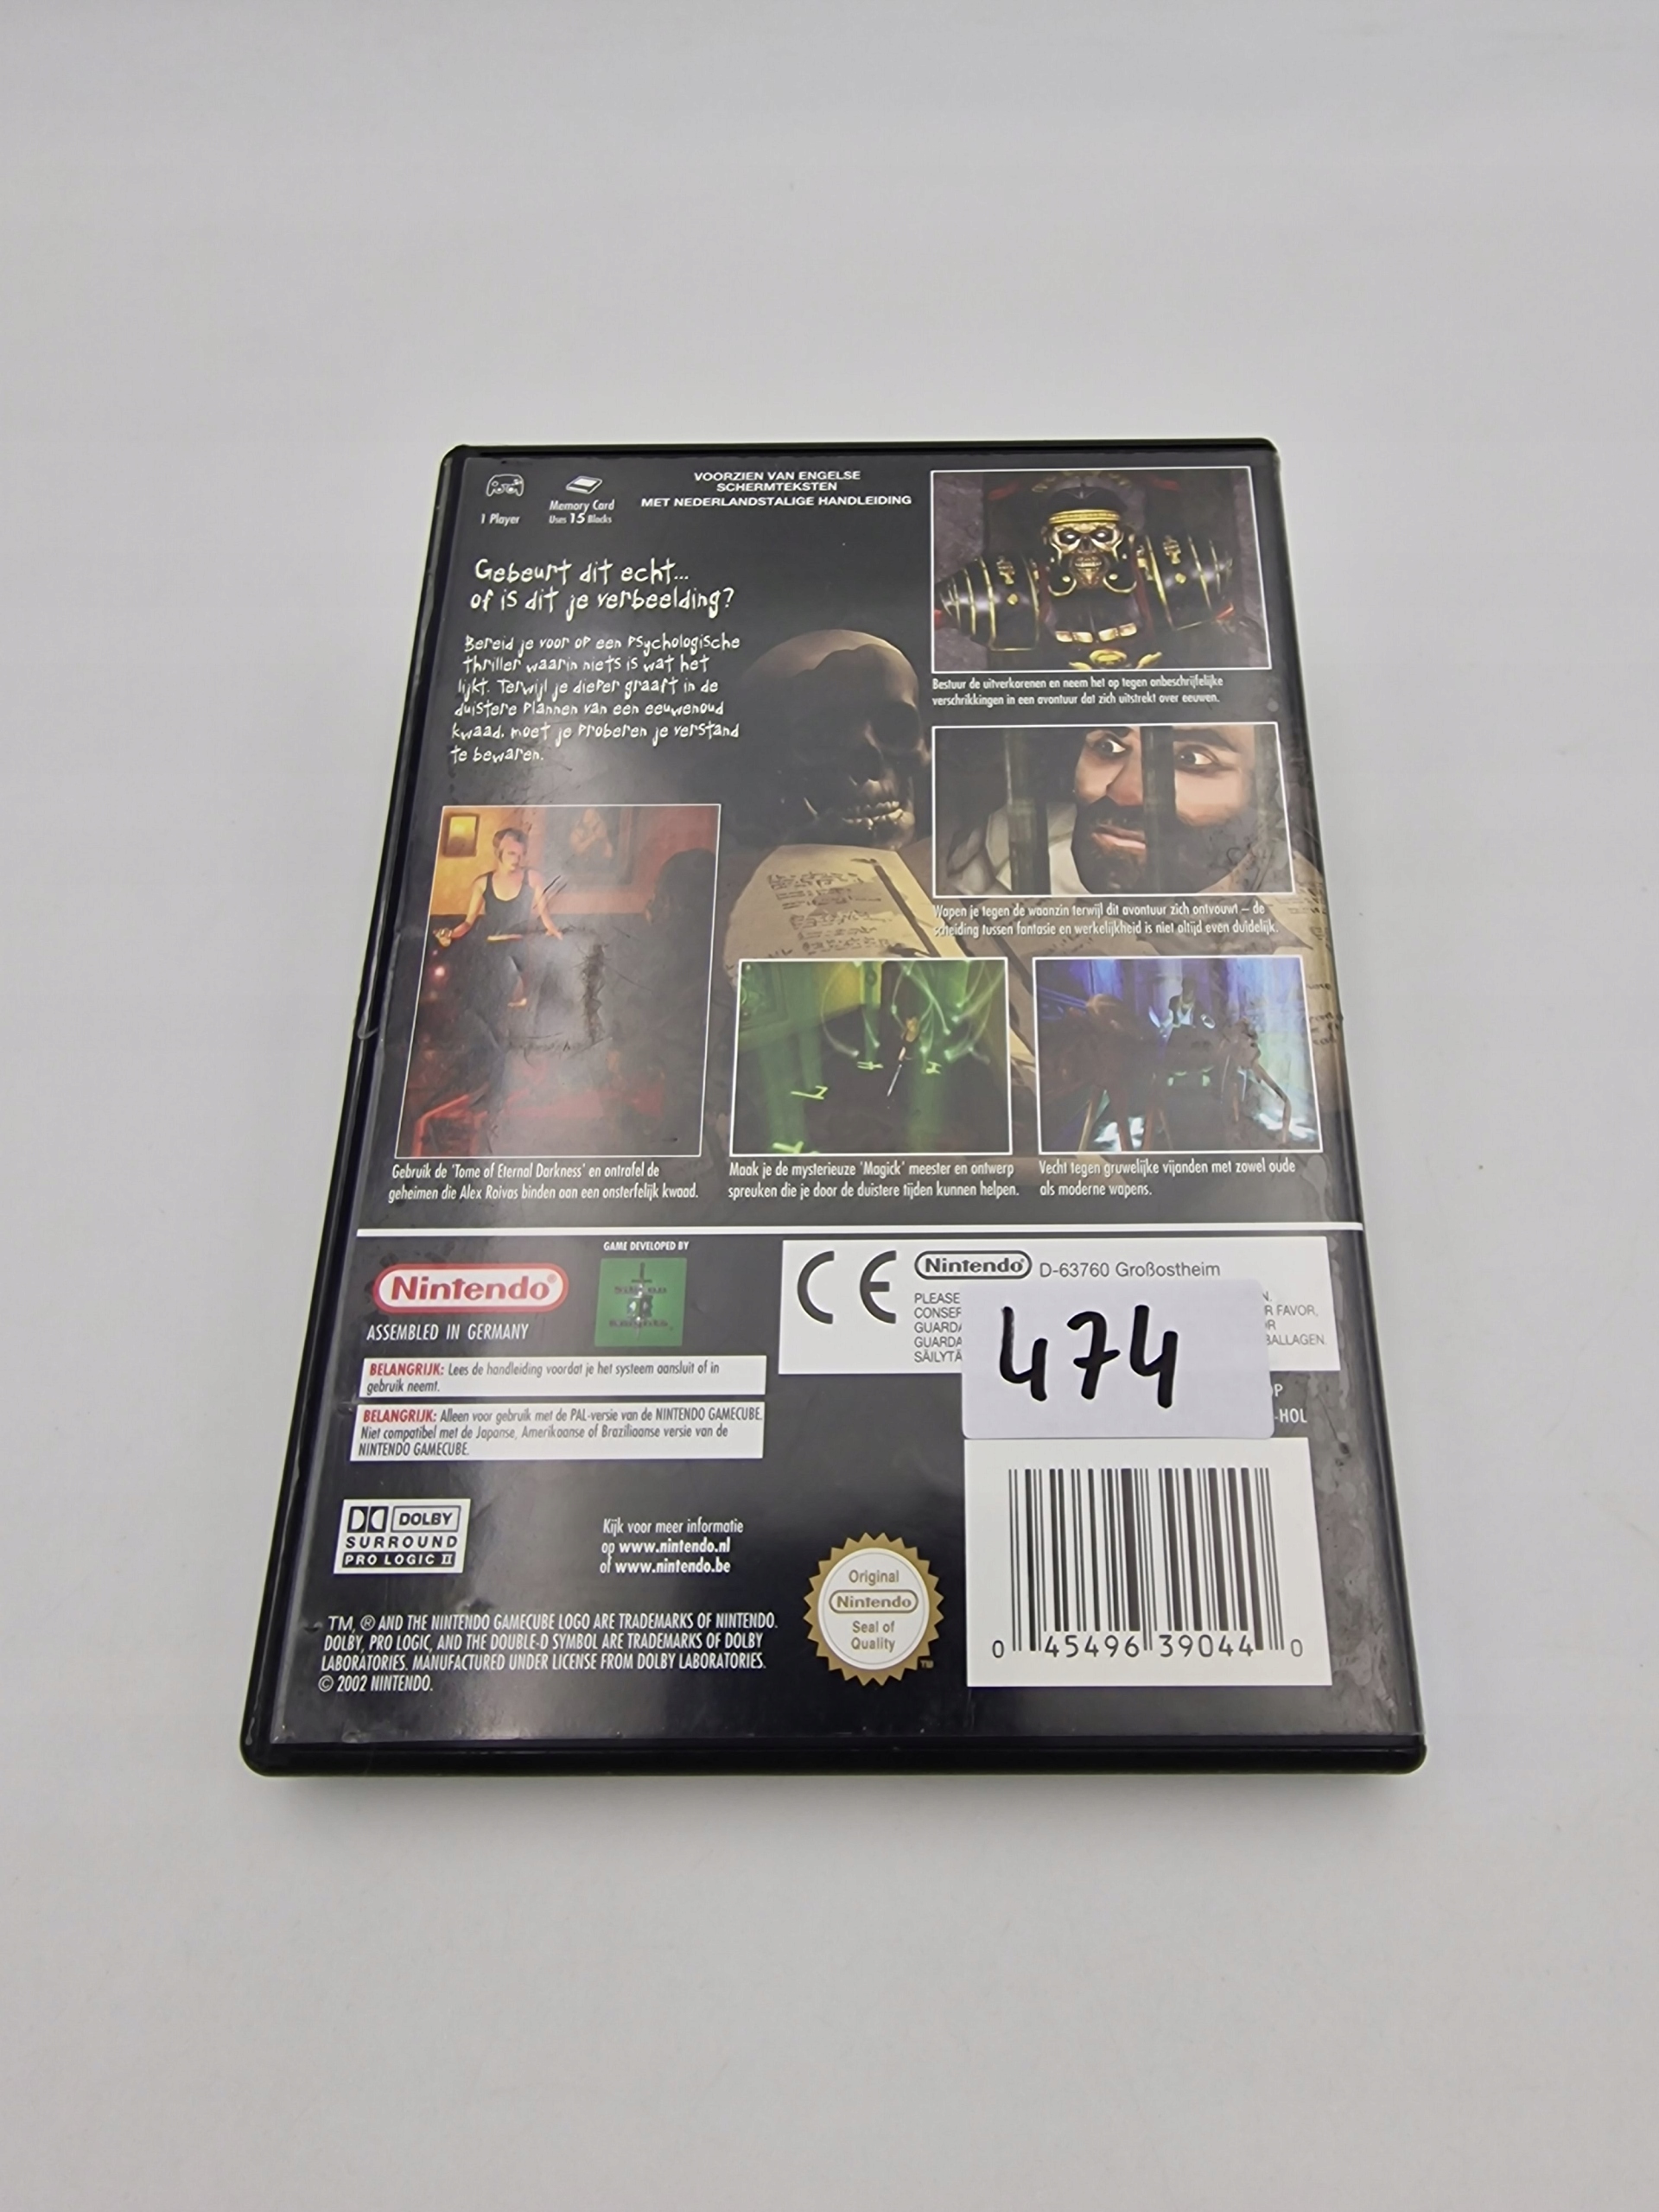 1 Player
Memory Card
Uses 15 Blocks
VOORZIEN VAN ENGELSE
SCHERMTEKSTEN
MET NEDERLANDSTALIGE HANDLEIDING
Gebeurt dit echt...
of is dit je verbeelding?
Bereid je voor op een psychologische
thriller waarin niets is wat het
lijkt. Terwijl je dieper graaft in de
duistere plannen van een eeuwenoud
kwaad, moet je proberen je verstand
te bewaren.
Bestuur de uitverkorenen en neem het op tegen onbeschrijfelijke
verschrikkingen in een avontuur dat zich uitstrekt over eeuwen.
Wapen je tegen de waanzin terwijl dit avontuur zich ontvouwt – de
scheiding tussen fantasie en werkelijkheid is niet altijd even duidelijk.
Gebruik de 'Tome of Eternal Darkness' en ontrafel de
geheimen die Alex Roivas binden aan een onsterfelijk kwaad.
Maak je de mysterieuze 'Magick' meester en ontwerp
spreuken die je door de duistere tijden kunnen helpen.
Vecht tegen gruwelijke vijanden met zowel oude
als moderne wapens.
Nintendo®
ASSEMBLED IN GERMANY
GAME DEVELOPED BY
CE
Nintendo D-63760 Großostheim
PLEASE N.
CONSER R FAVOR,
GUARDA R
GUARDA BALLAGEN.
SÄILYTÄ
474
P
-HOL
BELANGRIJK: Lees de handleiding voordat je het systeem aansluit of in
gebruik neemt.
BELANGRIJK: Alleen voor gebruik met de PAL-versie van de NINTENDO GAMECUBE.
Niet compatibel met de Japanse, Amerikaanse of Braziliaanse versie van de
NINTENDO GAMECUBE.
DOLBY
SURROUND
PRO LOGIC II
Kijk voor meer informatie
op www.nintendo.nl
of www.nintendo.be
Original
Nintendo
Seal of
Quality
TM
TM, ® AND THE NINTENDO GAMECUBE LOGO ARE TRADEMARKS OF NINTENDO.
DOLBY, PRO LOGIC, AND THE DOUBLE-D SYMBOL ARE TRADEMARKS OF DOLBY
LABORATORIES. MANUFACTURED UNDER LICENSE FROM DOLBY LABORATORIES.
© 2002 NINTENDO.
0 45496 39044 0